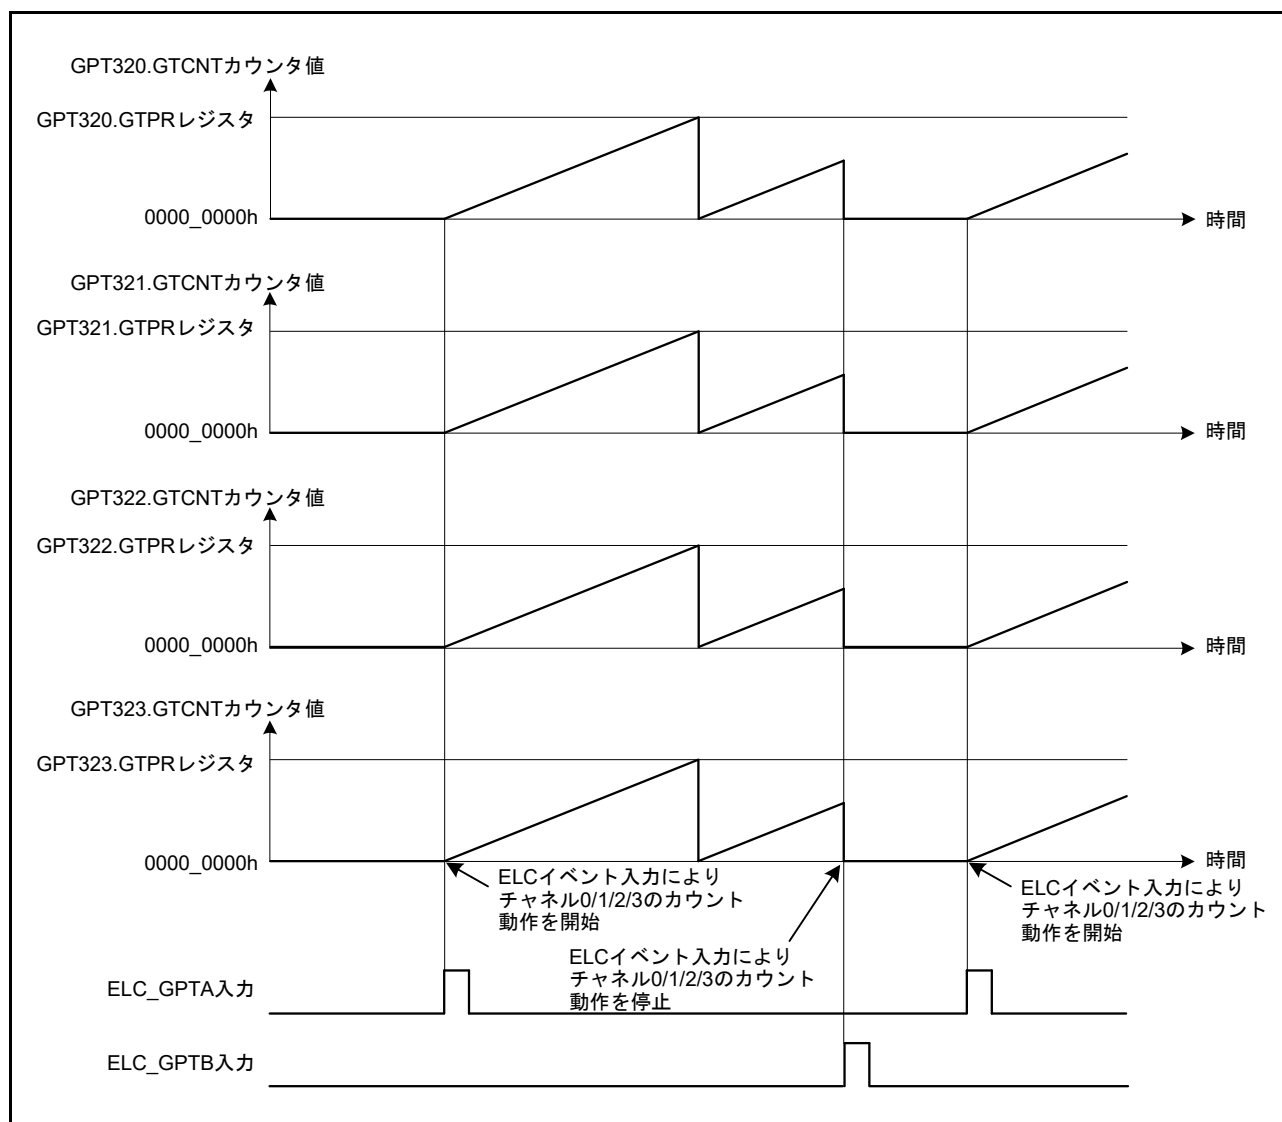 GPT320.GTCNTカウンタ値
GPT320.GTPRレジスタ
0000_0000h
時間
GPT321.GTCNTカウンタ値
GPT321.GTPRレジスタ
0000_0000h
時間
GPT322.GTCNTカウンタ値
GPT322.GTPRレジスタ
0000_0000h
時間
GPT323.GTCNTカウンタ値
GPT323.GTPRレジスタ
0000_0000h
時間
ELCイベント入力により
チャネル0/1/2/3のカウント
動作を開始
ELCイベント入力により
チャネル0/1/2/3のカウント
動作を停止
ELCイベント入力により
チャネル0/1/2/3のカウント
動作を開始
ELC_GPTA入力
ELC_GPTB入力